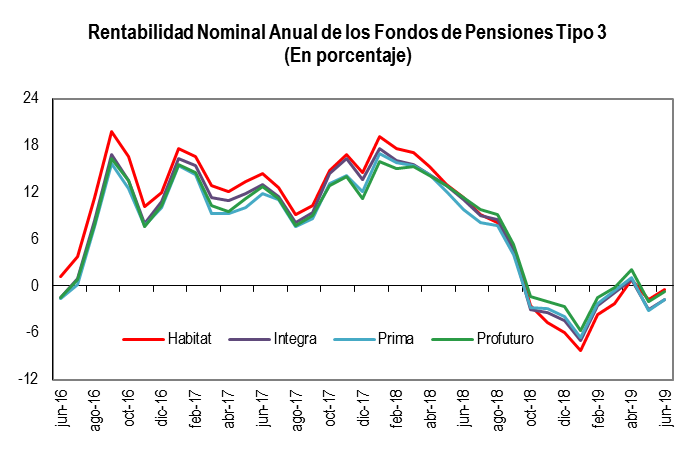 Rentabilidad Nominal Anual de los Fondos de Pensiones Tipo 3
(En porcentaje)
24
18
12
6
0
-6
-12
Habitat Integra Prima Profuturo
jun-16 ago-16 oct-16 dic-16 feb-17 abr-17 jun-17 ago-17 oct-17 dic-17 feb-18 abr-18 jun-18 ago-18 oct-18 dic-18 feb-19 abr-19 jun-19